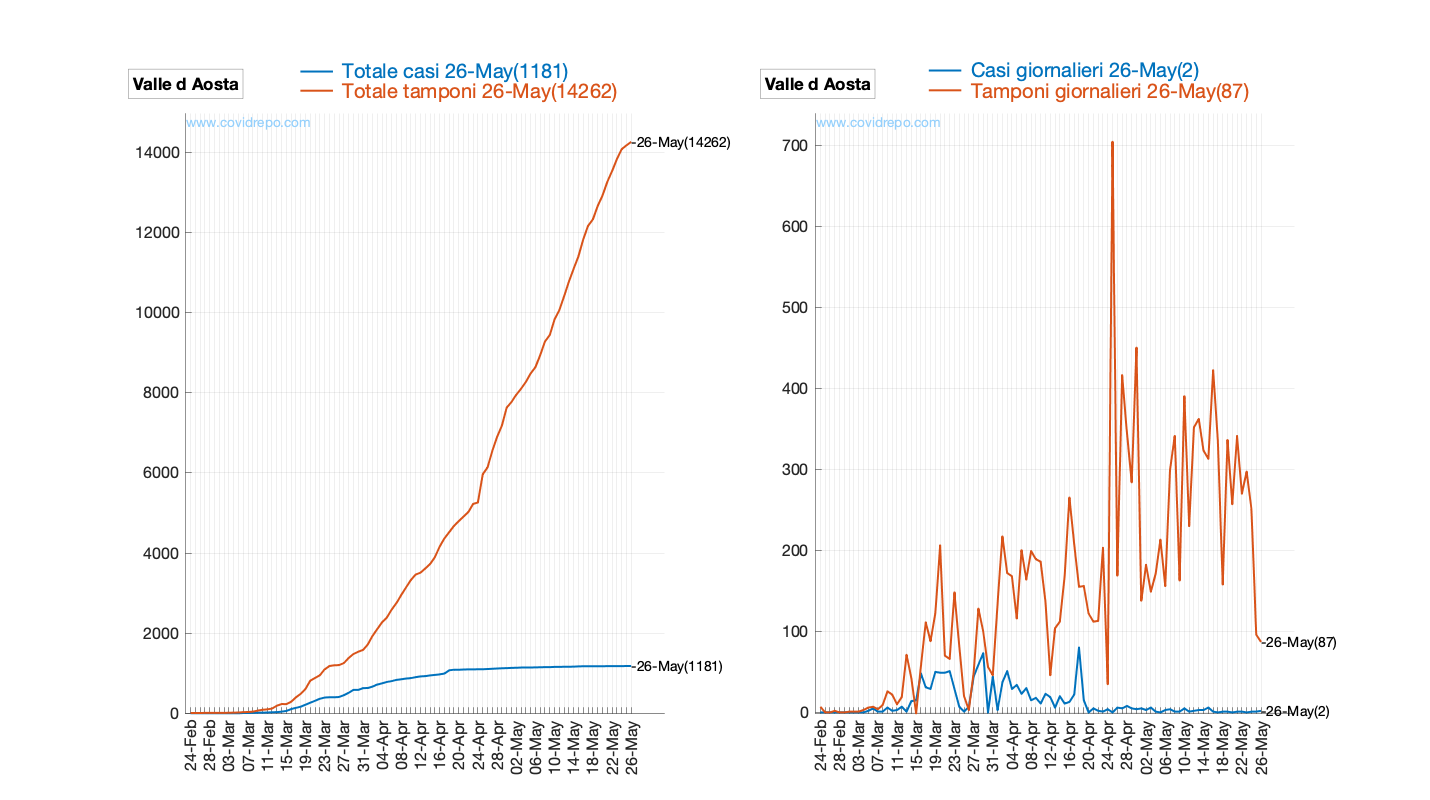 Valle d Aosta
Totale casi 26-May(1181)
Totale tamponi 26-May(14262)
www.covidrepo.com
26-May(14262)
14000
12000
10000
8000
6000
4000
2000
0
26-May(1181)
24-Feb
28-Feb
03-Mar
07-Mar
11-Mar
15-Mar
19-Mar
23-Mar
27-Mar
31-Mar
04-Apr
08-Apr
12-Apr
16-Apr
20-Apr
24-Apr
28-Apr
02-May
06-May
10-May
14-May
18-May
22-May
26-May
Valle d Aosta
Casi giornalieri 26-May(2)
Tamponi giornalieri 26-May(87)
www.covidrepo.com
700
600
500
400
300
200
100
0
26-May(87)
26-May(2)
24-Feb
28-Feb
03-Mar
07-Mar
11-Mar
15-Mar
19-Mar
23-Mar
27-Mar
31-Mar
04-Apr
08-Apr
12-Apr
16-Apr
20-Apr
24-Apr
28-Apr
02-May
06-May
10-May
14-May
18-May
22-May
26-May